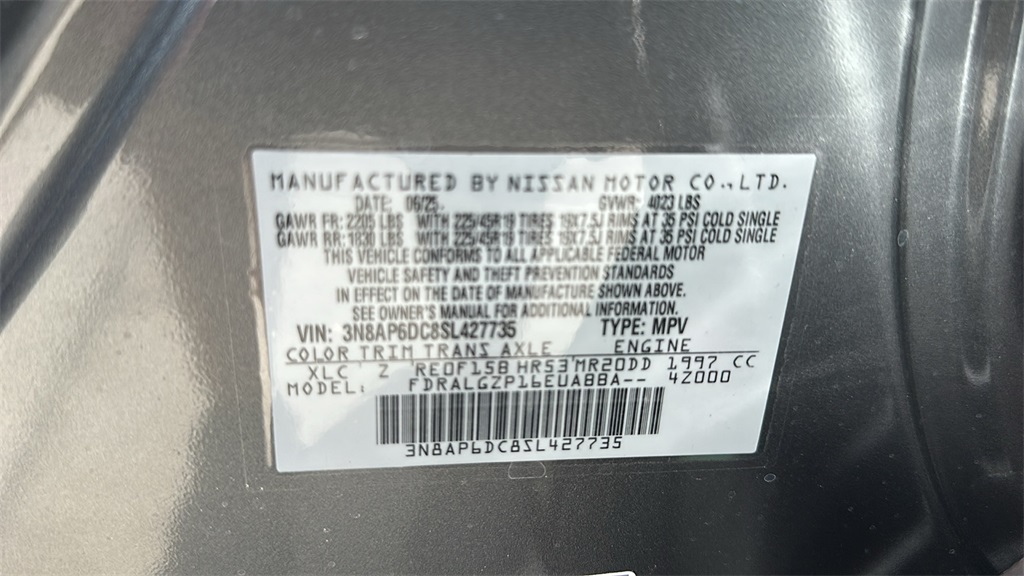 MANUFACTURED BY NISSAN MOTOR CO., LTD.
DATE: 06/25. GVWR: 4023 LBS
GAWR FR: 2205 LBS WITH 225/45R19 TIRES 19X7.5J RIMS AT 35 PSI COLD SINGLE
GAWR RR: 1830 LBS WITH 225/45R19 TIRES 19X7.5J RIMS AT 35 PSI COLD SINGLE
THIS VEHICLE CONFORMS TO ALL APPLICABLE FEDERAL MOTOR
VEHICLE SAFETY AND THEFT PREVENTION STANDARDS
IN EFFECT ON THE DATE OF MANUFACTURE SHOWN ABOVE.
SEE OWNER'S MANUAL FOR ADDITIONAL INFORMATION.
VIN: 3N8AP6DC8SL427735 TYPE: MPV
COLOR TRIM TRANS AXLE ENGINE
XLC Z RE0F15B HR53 MR20DD 1997 CC
MODEL: FDRALGZP16EUABBA-- 4Z000
3N8AP6DC8SL427735